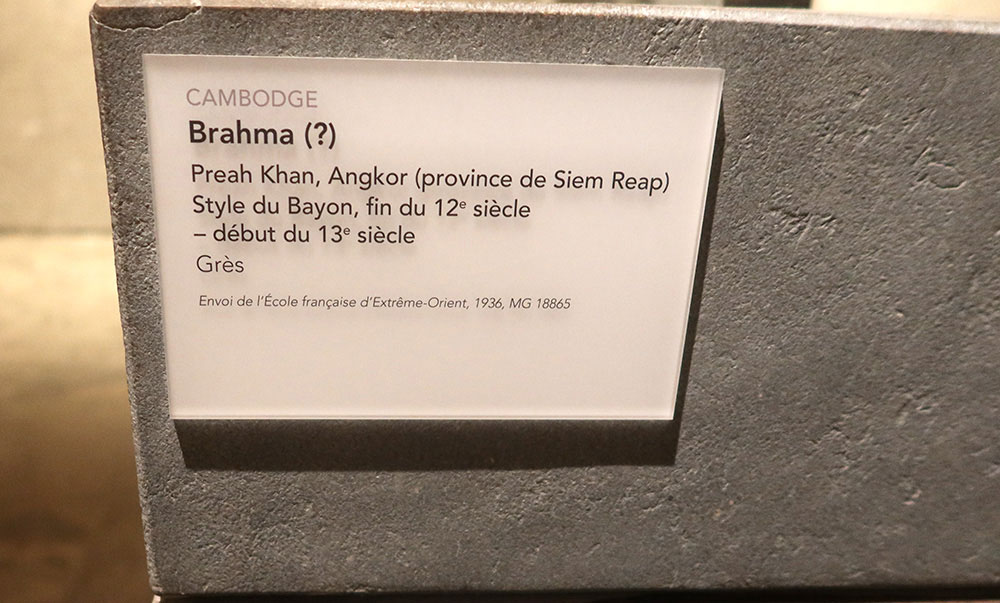 CAMBODGE
Brahma (?)
Preah Khan, Angkor (province de Siem Reap)
Style du Bayon, fin du 12ᵉ siècle
– début du 13ᵉ siècle
Grès
Envoi de l'École française d'Extrême-Orient, 1936, MG 18865